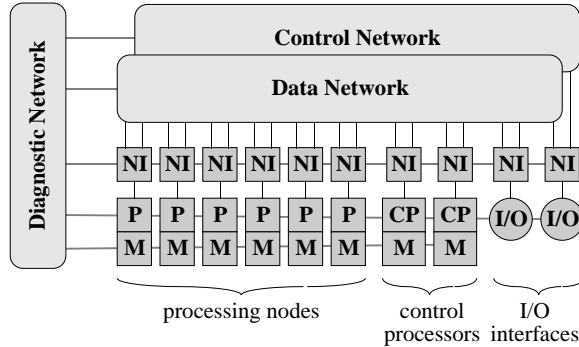 Control Network
Data Network
Diagnostic Network
NI NI NI NI NI NI NI NI NI NI
P P P P P P CP CP I/O I/O
M M M M M M M M
processing nodes
control processors
I/O interfaces